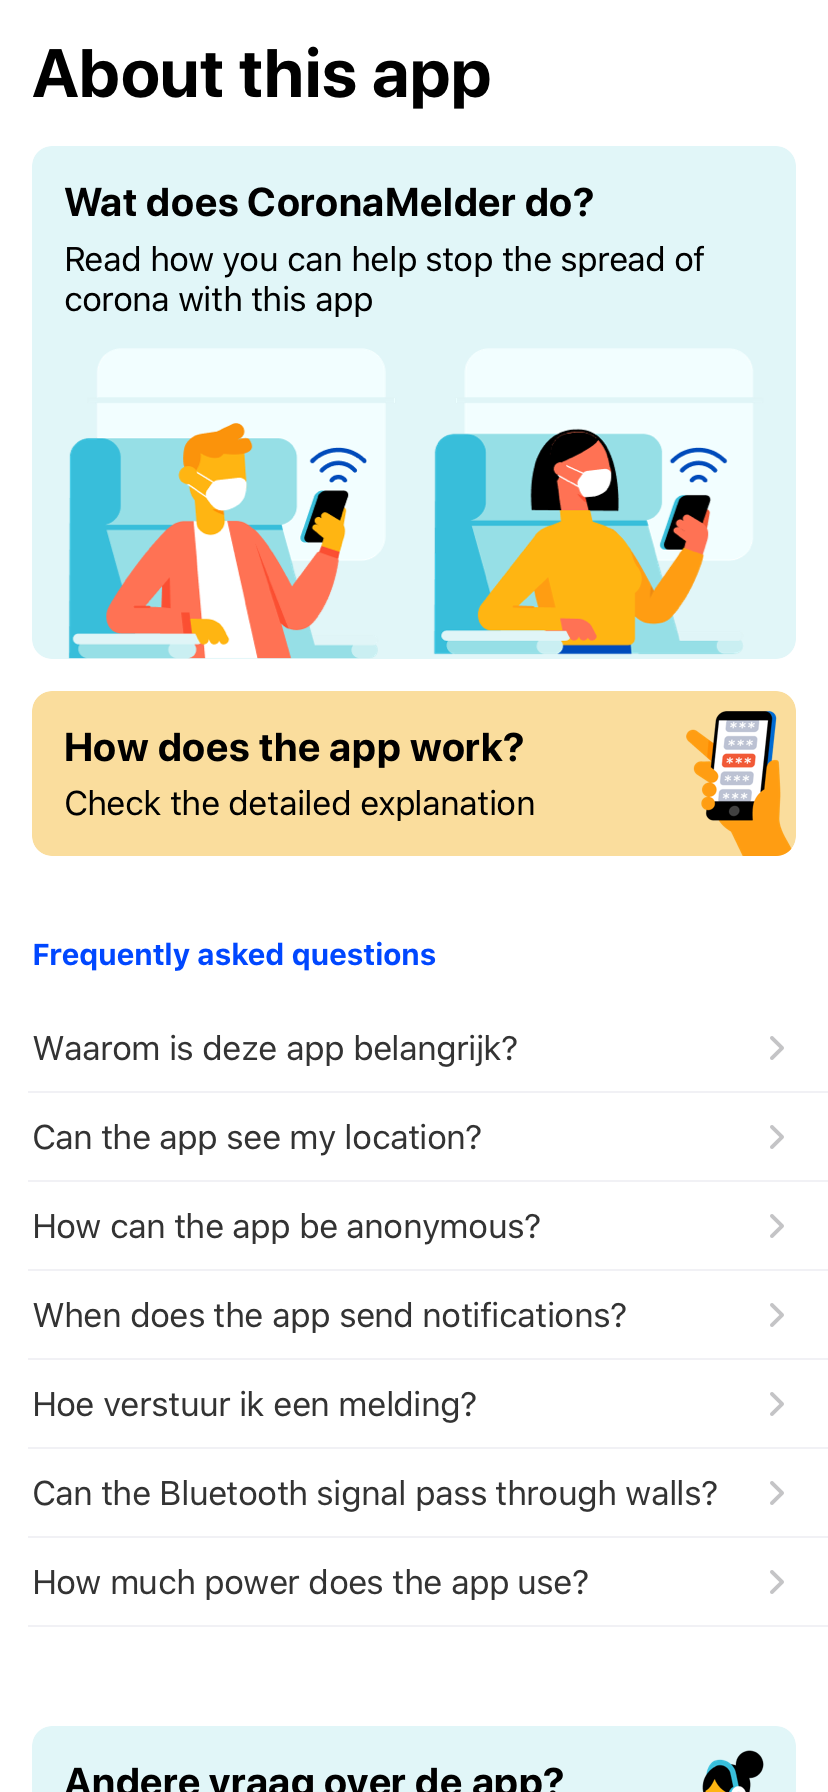 About this app
Wat does CoronaMelder do?
Read how you can help stop the spread of
corona with this app
How does the app work?
Check the detailed explanation
***
***
***
***
***
Frequently asked questions
Waarom is deze app belangrijk?
Can the app see my location?
How can the app be anonymous?
When does the app send notifications?
Hoe verstuur ik een melding?
Can the Bluetooth signal pass through walls?
How much power does the app use?
Andere vraag over de app?